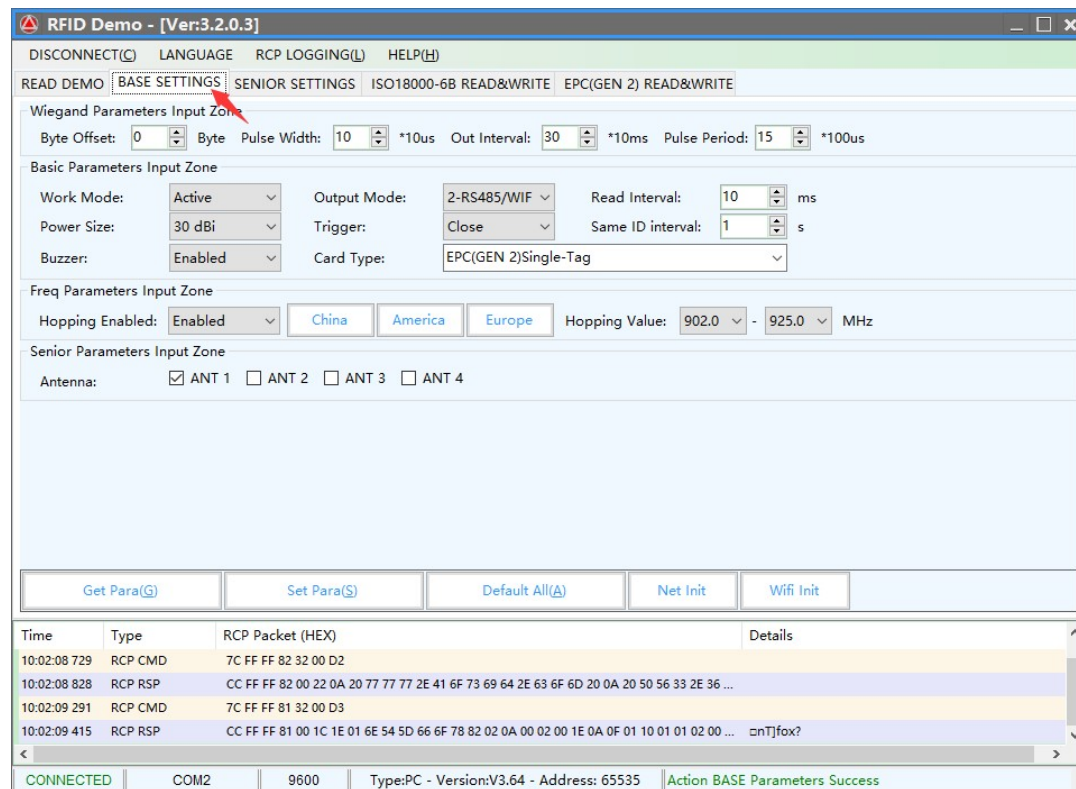 RFID Demo - [Ver:3.2.0.3]
DISCONNECT(C) LANGUAGE RCP LOGGING(L) HELP(H)
READ DEMO BASE SETTINGS SENIOR SETTINGS ISO18000-6B READ&WRITE EPC(GEN 2) READ&WRITE
Wiegand Parameters Input Zone
Byte Offset: 0 Byte Pulse Width: 10 *10us Out Interval: 30 *10ms Pulse Period: 15 *100us
Basic Parameters Input Zone
Work Mode: Active Output Mode: 2-RS485/WIF Read Interval: 10 ms
Power Size: 30 dBi Trigger: Close Same ID interval: 1 s
Buzzer: Enabled Card Type: EPC(GEN 2)Single-Tag
Freq Parameters Input Zone
Hopping Enabled: Enabled China America Europe Hopping Value: 902.0 - 925.0 MHz
Senior Parameters Input Zone
Antenna: ANT 1 ANT 2 ANT 3 ANT 4
Get Para(G) Set Para(S) Default All(A) Net Init Wifi Init
Time Type RCP Packet (HEX) Details
10:02:08 729 RCP CMD 7C FF FF 82 32 00 D2
10:02:08 828 RCP RSP CC FF FF 82 00 22 0A 20 77 77 77 2E 41 6F 73 69 64 2E 63 6F 6D 20 0A 20 50 56 33 2E 36 ...
10:02:09 291 RCP CMD 7C FF FF 81 32 00 D3
10:02:09 415 RCP RSP CC FF FF 81 00 1C 1E 01 6E 54 5D 66 6F 78 82 02 0A 00 02 00 1E 0A 0F 01 10 01 01 02 00 ... □nT]fox?
CONNECTED COM2 9600 Type:PC - Version:V3.64 - Address: 65535 Action BASE Parameters Success